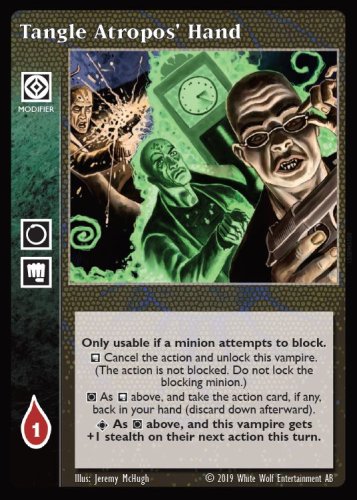 Tangle Atropos' Hand
MODIFIER
Only usable if a minion attempts to block.
Cancel the action and unlock this vampire.
(The action is not blocked. Do not lock the
blocking minion.)
As above, and take the action card, if any,
back in your hand (discard down afterward).
As above, and this vampire gets
+1 stealth on their next action this turn.
1
Illus: Jeremy McHugh © 2019 White Wolf Entertainment AB